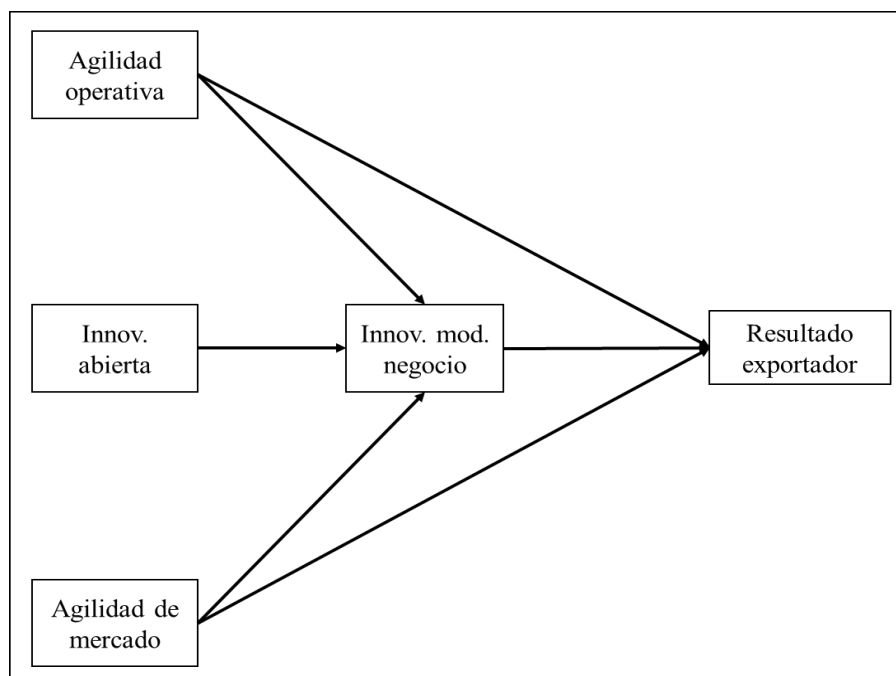 Agilidad
operativa
Innov.
abierta
Innov. mod.
negocio
Resultado
exportador
Agilidad de
mercado